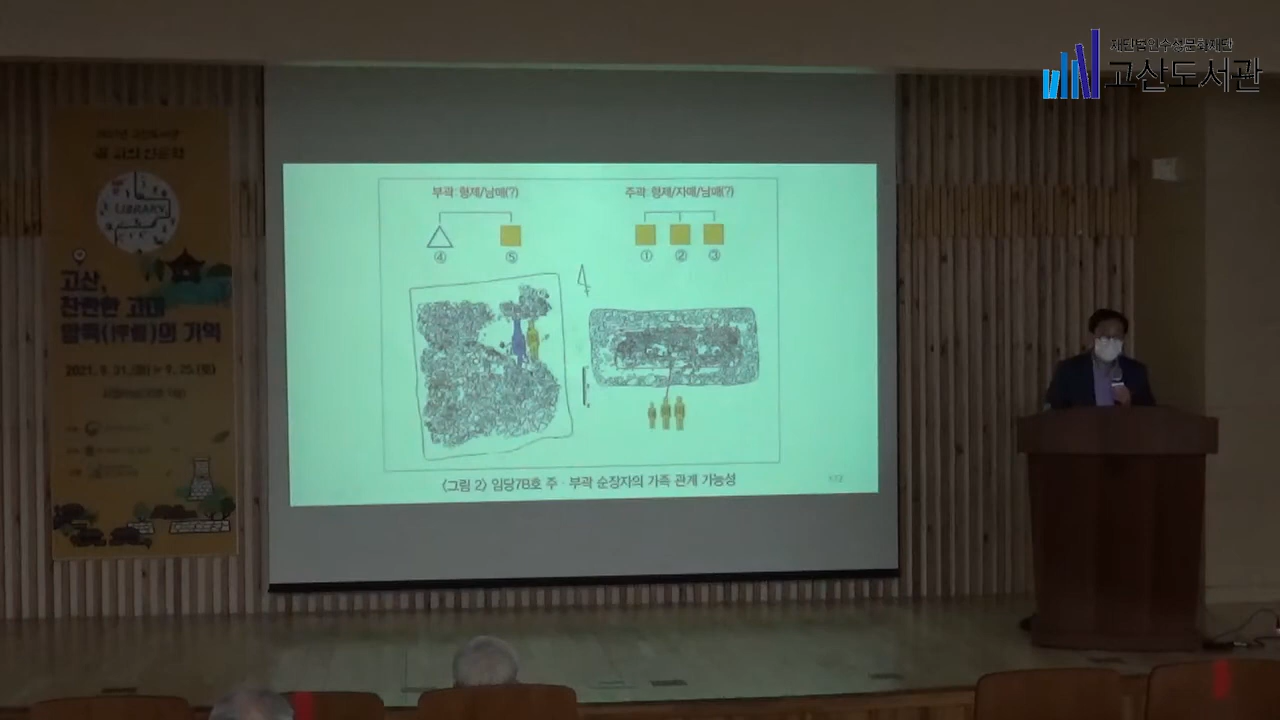 재단법인수성문화재단
고산도서관
LIBRARY
고산,
찬란한 고대
압독(押督)의 기억
부곽: 형제/남매(?)
주곽: 형제/자매/남매(?)
④
⑤
①
②
③
4
〈그림 2〉 임당7B호 주·부곽 순장자의 가족 관계 가능성